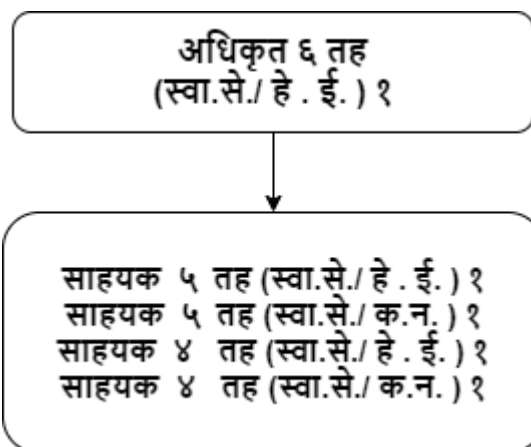 अधिकृत ६ तह
(स्वा.से./ हे . ई. ) १
साहयक ५ तह (स्वा.से./ हे . ई. ) १
साहयक ५ तह (स्वा.से./ क.न. ) १
साहयक ४ तह (स्वा.से./ हे . ई. ) १
साहयक ४ तह (स्वा.से./ क.न. ) १